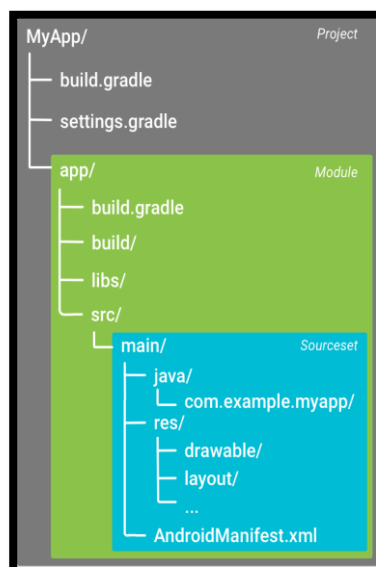 MyApp/ Project
build.gradle
settings.gradle
app/ Module
build.gradle
build/
libs/
src/
main/ Sourceset
java/
com.example.myapp/
res/
drawable/
layout/
...
AndroidManifest.xml